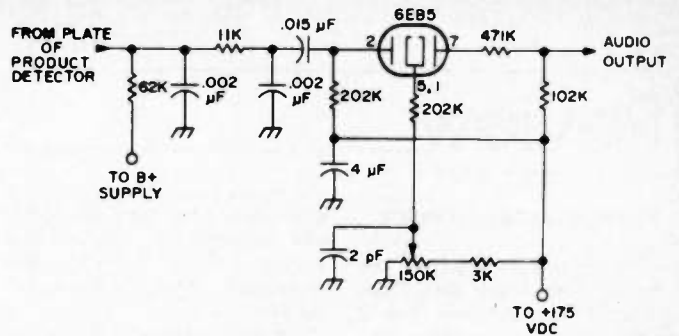 FROM PLATE
OF
PRODUCT
DETECTOR
62K
TO B+
SUPPLY
.002
µF
11K
.002
µF
.015 µF
202K
4 µF
2 pF
6EB5
2
7
5,1
202K
150K
3K
471K
AUDIO
OUTPUT
102K
TO +175
VDC